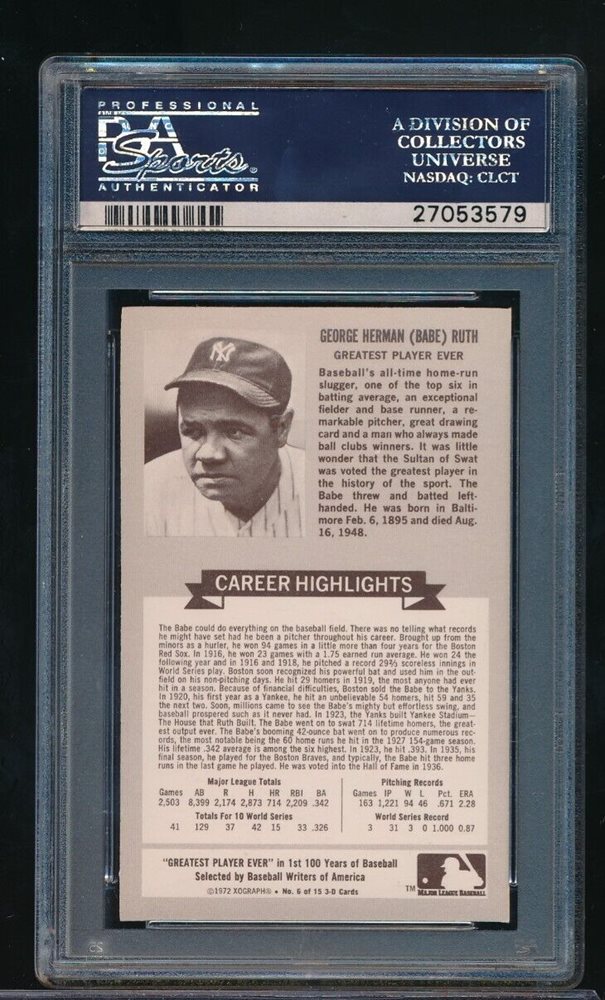 PROFESSIONAL
PSA
Sports
AUTHENTICATOR
A DIVISION OF
COLLECTORS
UNIVERSE
NASDAQ: CLCT
27053579
GEORGE HERMAN (BABE) RUTH
GREATEST PLAYER EVER
Baseball's all-time home-run
slugger, one of the top six in
batting average, an exceptional
fielder and base runner, a re-
markable pitcher, great drawing
card and a man who always made
ball clubs winners. It was little
wonder that the Sultan of Swat
was voted the greatest player in
the history of the sport. The
Babe threw and batted left-
handed. He was born in Balti-
more Feb. 6, 1895 and died Aug.
16, 1948.
CAREER HIGHLIGHTS
The Babe could do everything on the baseball field. There was no telling what records
he might have set had he been a pitcher throughout his career. Brought up from the
minors as a hurler, he won 94 games in a little more than four years for the Boston
Red Sox. In 1916, he won 23 games with a 1.75 earned run average. He won 24 the
following year and in 1916 and 1918, he pitched a record 29⅔ scoreless innings in
World Series play. Boston soon recognized his powerful bat and used him in the out-
field on his non-pitching days. He hit 29 homers in 1919, the most anyone had ever
hit in a season. Because of financial difficulties, Boston sold the Babe to the Yanks.
In 1920, his first year as a Yankee, he hit an unbelievable 54 homers, hit 59 and 35
the next two. Soon, millions came to see the Babe's mighty but effortless swing, and
baseball prospered such as it never had. In 1923, the Yanks built Yankee Stadium—
The House that Ruth Built. The Babe went on to swat 714 lifetime homers, the great-
est output ever. The Babe's booming 42-ounce bat went on to produce numerous rec-
ords, the most notable being the 60 home runs he hit in the 1927 154-game season.
His lifetime .342 average is among the six highest. In 1923, he hit .393. In 1935, his
final season, he played for the Boston Braves, and typically, the Babe hit three home
runs in the last game he played. He was voted into the Hall of Fame in 1936.
Major League Totals
Games AB R H HR RBI BA
2,503 8,399 2,174 2,873 714 2,209 .342
Totals For 10 World Series
41 129 37 42 15 33 .326
Pitching Records
Games IP W L Pct. ERA
163 1,221 94 46 .671 2.28
World Series Record
3 31 3 0 1.000 0.87
"GREATEST PLAYER EVER" in 1st 100 Years of Baseball
Selected by Baseball Writers of America
©1972 XOGRAPH® • No. 6 of 15 3-D Cards
TM
MAJOR LEAGUE BASEBALL